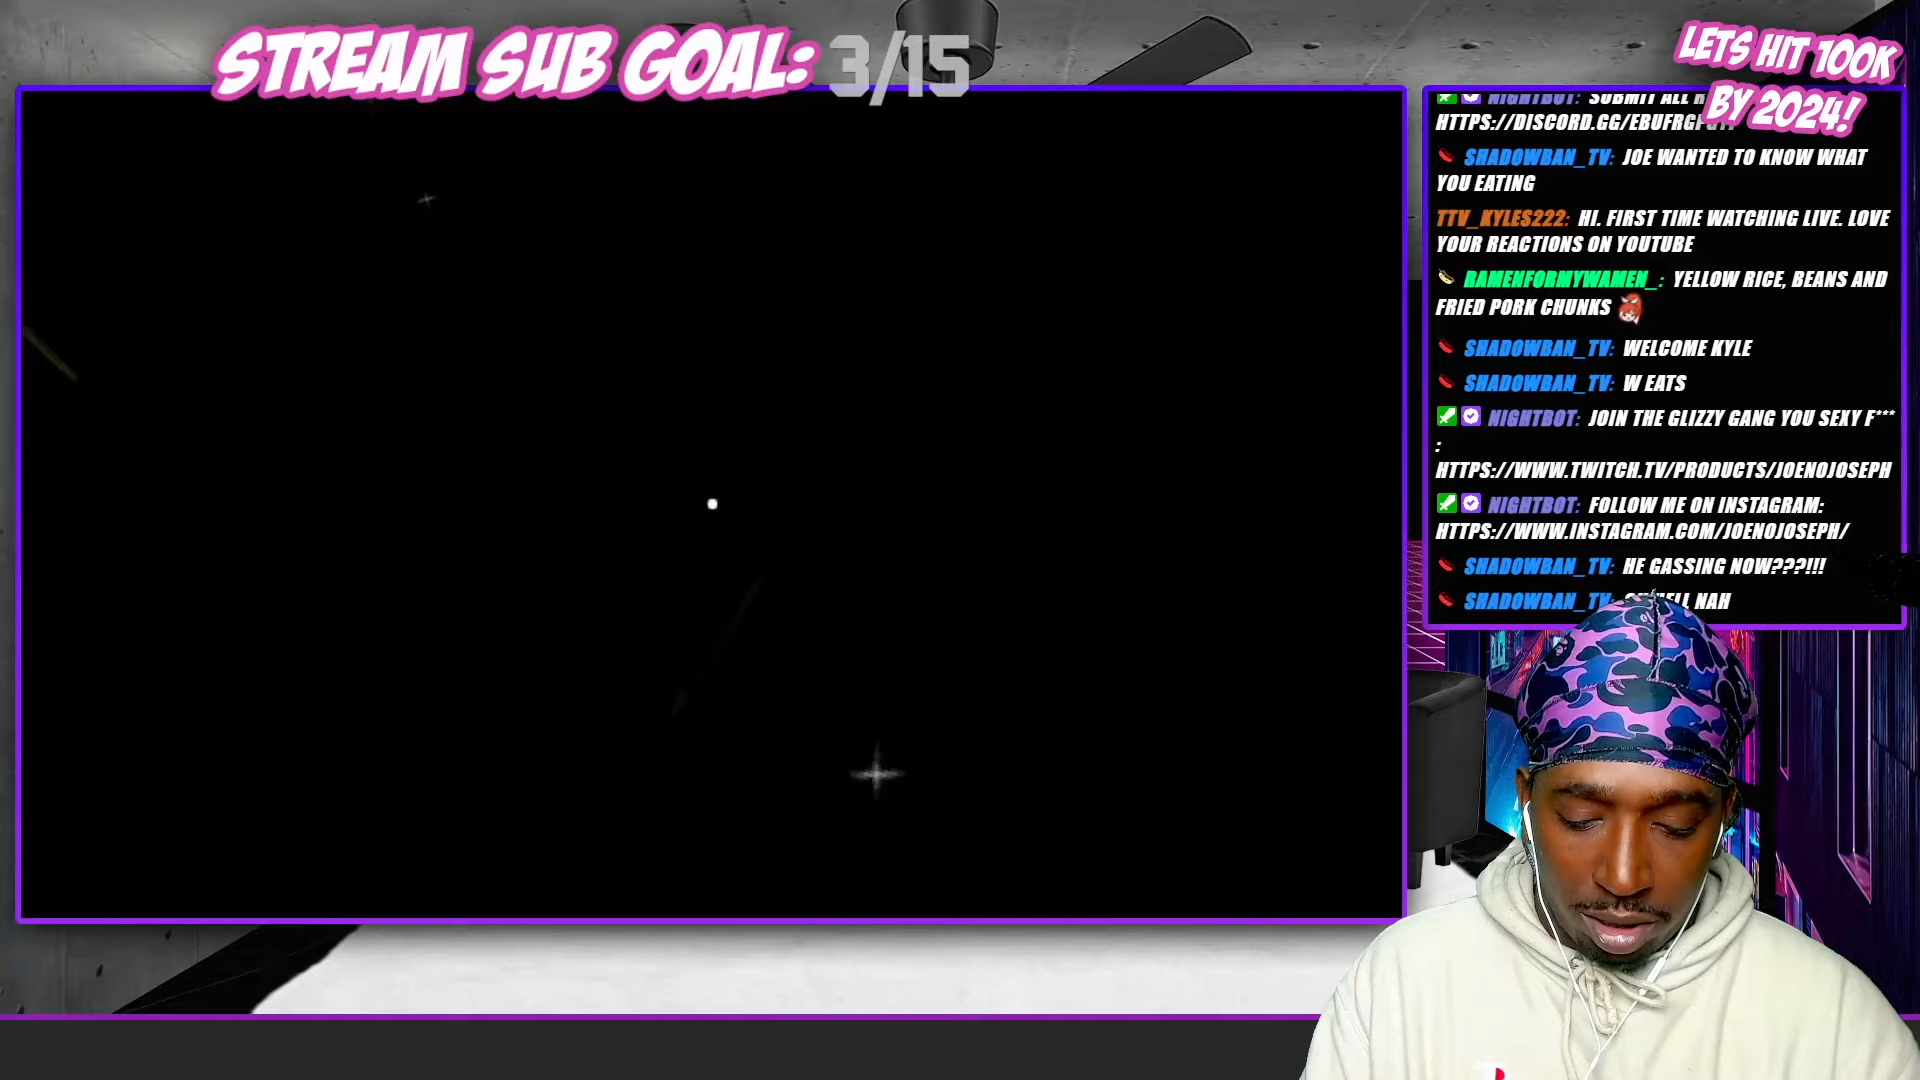 STREAM SUB GOAL: 3/15
LETS HIT 100K
BY 2024!
NIGHTBOT: SUBMIT ALL
HTTPS://DISCORD.GG/
SHADOWBAN_TV: JOE WANTED TO KNOW WHAT
YOU EATING
TTV_KYLES222: HI. FIRST TIME WATCHING LIVE. LOVE
YOUR REACTIONS ON YOUTUBE
RAMENFORMYWAMEN_: YELLOW RICE, BEANS AND
FRIED PORK CHUNKS
SHADOWBAN_TV: WELCOME KYLE
SHADOWBAN_TV: W EATS
NIGHTBOT: JOIN THE GLIZZY GANG YOU SEXY F***
:
HTTPS://WWW.TWITCH.TV/PRODUCTS/JOENOJOSEPH
NIGHTBOT: FOLLOW ME ON INSTAGRAM:
HTTPS://WWW.INSTAGRAM.COM/JOENOJOSEPH/
SHADOWBAN_TV: HE GASSING NOW???!!!
SHADOWBAN_TV: NAH